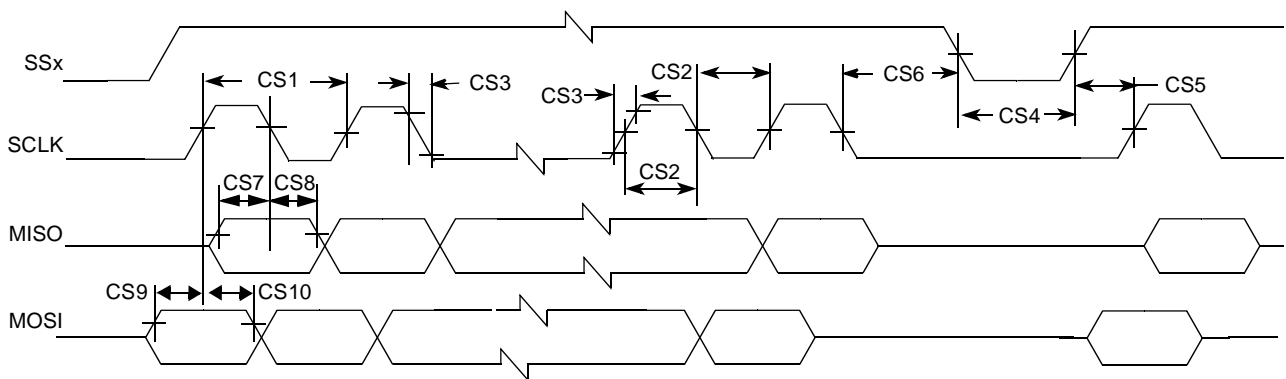 SSx
CS1
CS3
CS3
CS2
CS6
CS4
CS5
SCLK
CS2
CS7
CS8
MISO
CS9
CS10
MOSI